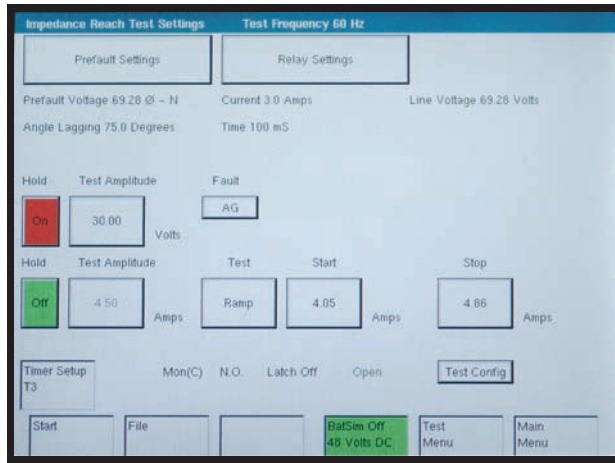 Impedance Reach Test Settings Test Frequency 60 Hz
Prefault Settings Relay Settings
Prefault Voltage 69.28 Ø - N Current 3.0 Amps Line Voltage 69.28 Volts
Angle Lagging 75.0 Degrees Time 100 mS
Hold Test Amplitude Fault
On 30.00 Volts AG
Hold Test Amplitude Test Start Stop
Off 4.50 Amps Ramp 4.05 Amps 4.86 Amps
Timer Setup
T3 Mon(C) N.O. Latch Off Open Test Config
Start File BatSim Off Test Main
48 Volts DC Menu Menu